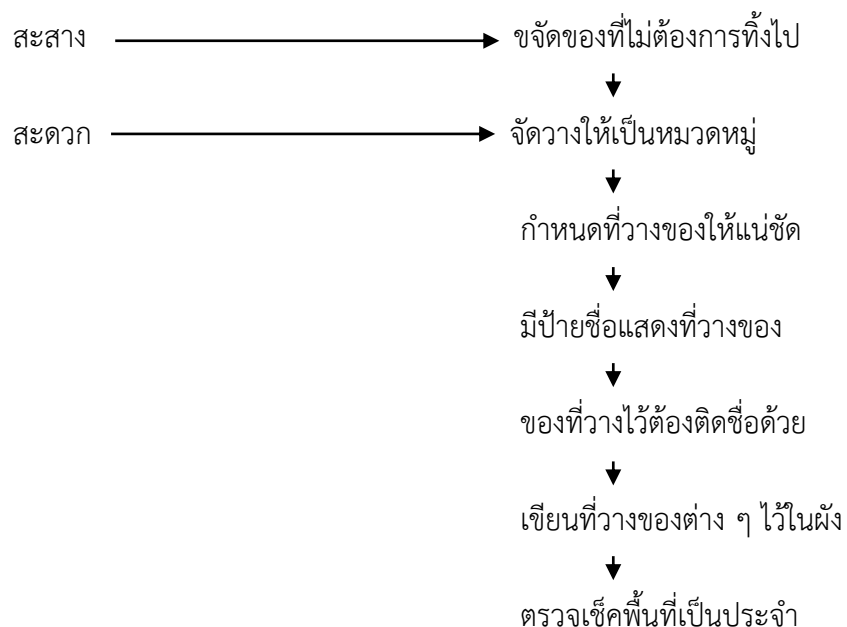 สะสาง ขจัดของที่ไม่ต้องการทิ้งไป
สะดวก จัดวางให้เป็นหมวดหมู่
กำหนดที่วางของให้แน่ชัด
มีป้ายชื่อแสดงที่วางของ
ของที่วางไว้ต้องติดชื่อด้วย
เขียนที่วางของต่าง ๆ ไว้ในผัง
ตรวจเช็คพื้นที่เป็นประจำ